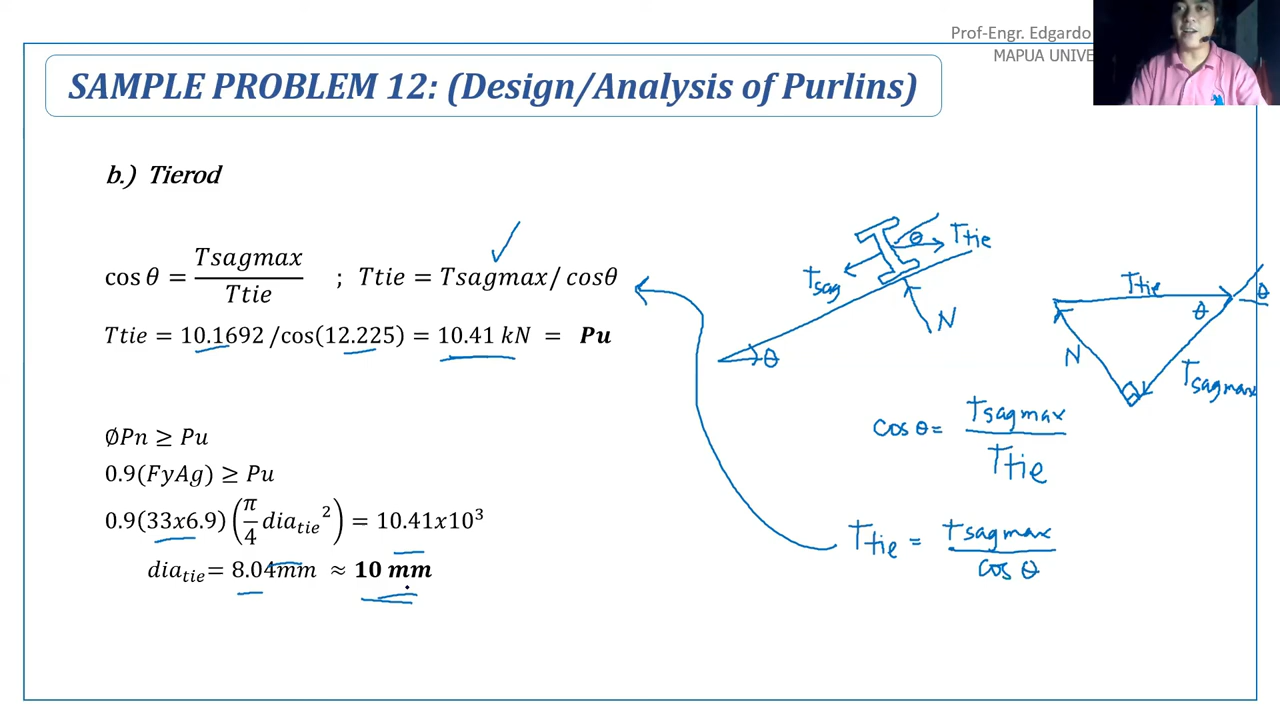 Prof-Engr. Edgardo
MAPUA UNIVE
SAMPLE PROBLEM 12: (Design/Analysis of Purlins)
b.) Tierod
cos θ = Tsagmax / Ttie ; Ttie = Tsagmax / cosθ
Ttie = 10.1692 /cos(12.225) = 10.41 kN = Pu
∅Pn ≥ Pu
0.9(FyAg) ≥ Pu
0.9(33x6.9)(π/4 dia_tie²) = 10.41x10³
dia_tie = 8.04mm ≈ 10 mm
θ
Ttie
Tsag
N
θ
Ttie
θ
θ
N
Tsagmax
cos θ = Tsagmax / Ttie
Ttie = Tsagmax / cos θ